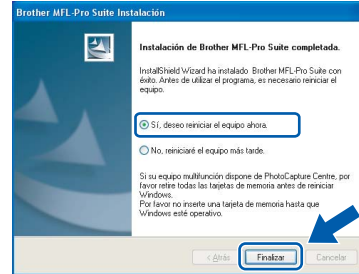 Brother MFL-Pro Suite Instalación
Instalación de Brother MFL-Pro Suite completada.
InstallShield Wizard ha instalado Brother MFL-Pro Suite con
éxito. Antes de utilizar el programa, es necesario reiniciar el
equipo.
Sí, deseo reiniciar el equipo ahora.
No, reiniciaré el equipo más tarde.
Si su equipo multifunción dispone de PhotoCapture Centre, por
favor retire todas las tarjetas de memoria antes de reiniciar
Windows.
Por favor no inserte una tarjeta de memoria hasta que
Windows esté operativo.
< Atrás Finalizar Cancelar